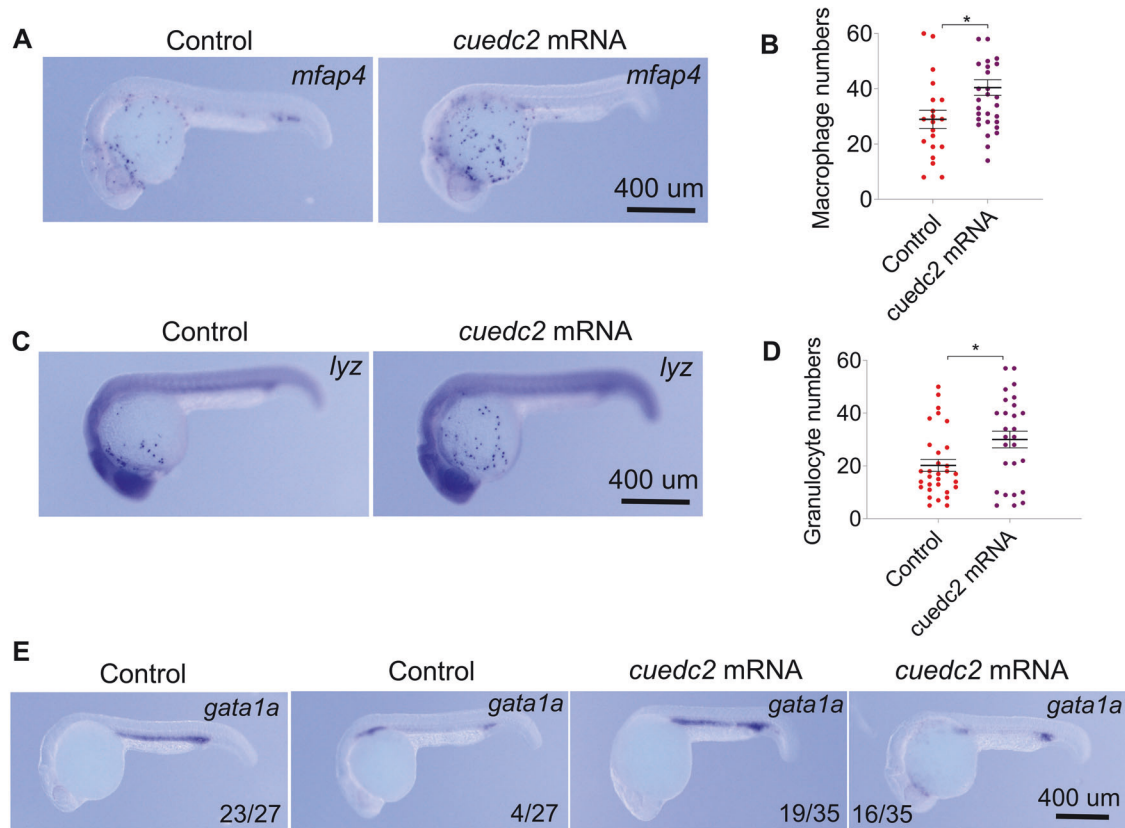 A
Control
cuedc2 mRNA
mfap4
mfap4
400 um
B
*
Macrophage numbers
60
40
20
0
Control
cuedc2 mRNA
C
Control
cuedc2 mRNA
lyz
lyz
400 um
D
*
Granulocyte numbers
60
40
20
0
Control
cuedc2 mRNA
E
Control
Control
cuedc2 mRNA
cuedc2 mRNA
gata1a
gata1a
gata1a
gata1a
23/27
4/27
19/35
16/35
400 um